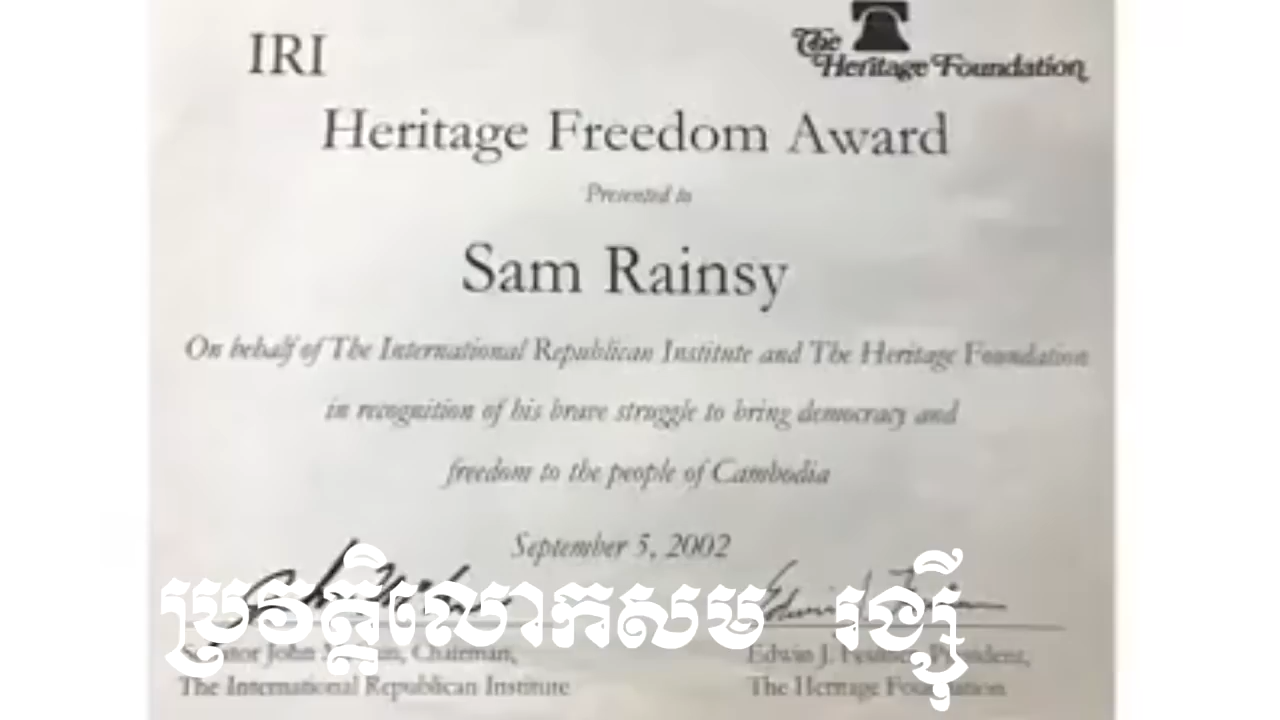 IRI
The Heritage Foundation
Heritage Freedom Award
Presented to
Sam Rainsy
On behalf of The International Republican Institute and The Heritage Foundation
in recognition of his brave struggle to bring democracy and
freedom to the people of Cambodia
September 5, 2002
ប្រវត្តិលោកសម រង្ស៊ី
Senator John Chairman,
Edwin J. President,
The International Republican Institute
The Heritage Foundation